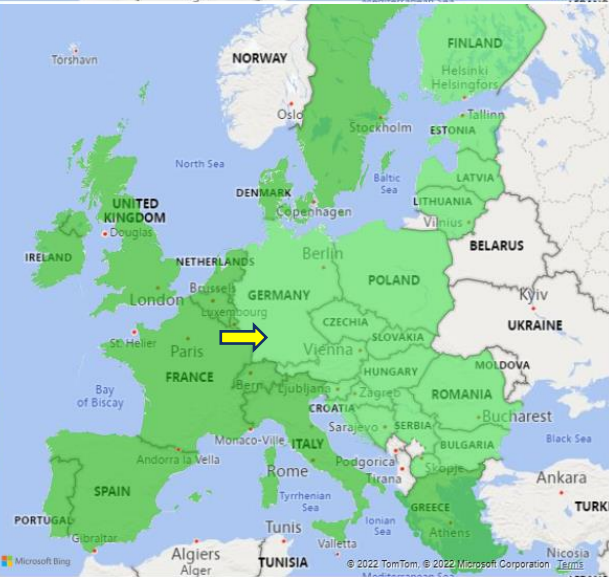 Torshavn
NORWAY
FINLAND
Helsinki
Helsingfors
Oslo
Stockholm
Tallinn
ESTONIA
North Sea
Baltic
Sea
LATVIA
DENMARK
Copenhagen
LITHUANIA
Vilnius
UNITED
KINGDOM
Douglas
BELARUS
IRELAND
NETHERLANDS
Berlin
POLAND
London
Brussels
GERMANY
Kyiv
Luxembourg
CZECHIA
UKRAINE
St. Helier
Paris
Vienna
SLOVAKIA
FRANCE
Bern
HUNGARY
MOLDOVA
Bay
of Biscay
Ljubljana
Zagreb
ROMANIA
CROATIA
Bucharest
Sarajevo
SERBIA
Monaco-Ville
ITALY
BULGARIA
Black Sea
Andorra la Vella
Rome
Podgorica
Skopje
Tirana
SPAIN
Tyrrhenian
Sea
Ankara
PORTUGAL
GREECE
TURK
Ionian
Sea
Athens
Gibraltar
Tunis
Valletta
Nicosia
Microsoft Bing
Algiers
Alger
TUNISIA
© 2022 TomTom, © 2022 Microsoft Corporation Terms
Mediterranean Sea